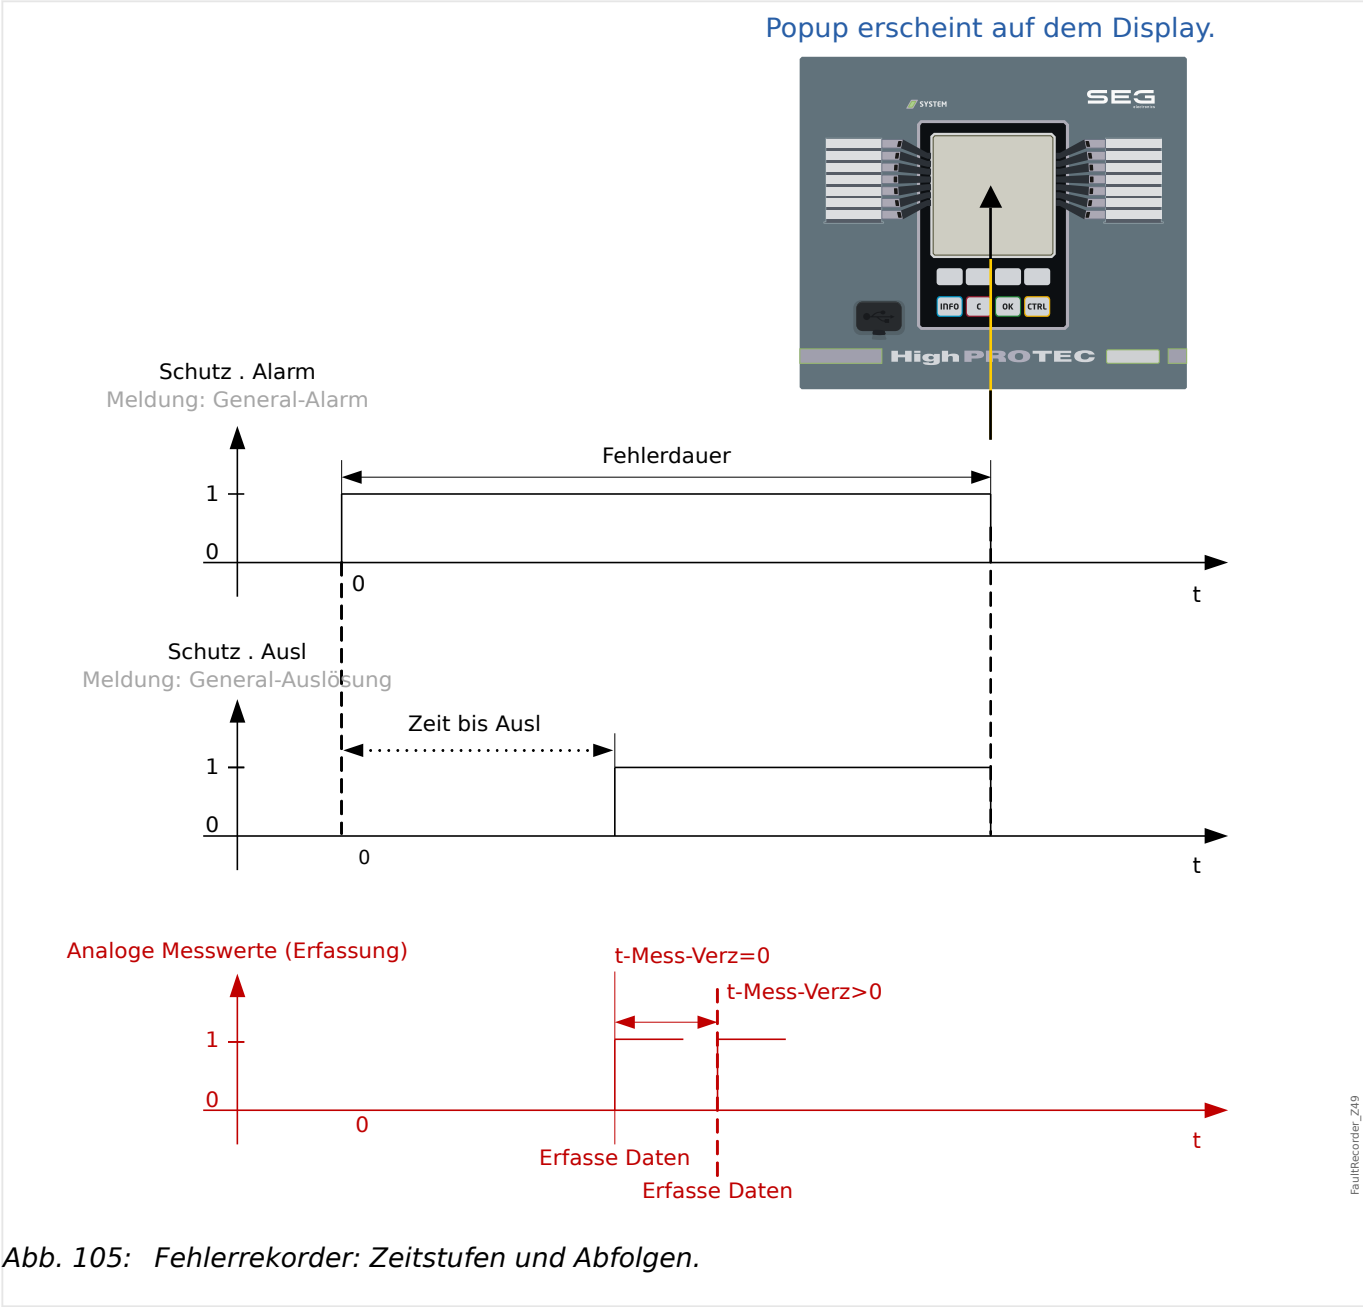 Popup erscheint auf dem Display.
SYSTEM
SEG
electronics
INFO
C
OK
CTRL
HighPROTEC
Schutz . Alarm
Meldung: General-Alarm
Fehlerdauer
1
0
0
t
Schutz . Ausl
Meldung: General-Auslösung
Zeit bis Ausl
1
0
0
t
Analoge Messwerte (Erfassung)
t-Mess-Verz=0
t-Mess-Verz>0
1
0
0
t
Erfasse Daten
Erfasse Daten
FaultRecorder_Z49
Abb. 105: Fehlerrekorder: Zeitstufen und Abfolgen.